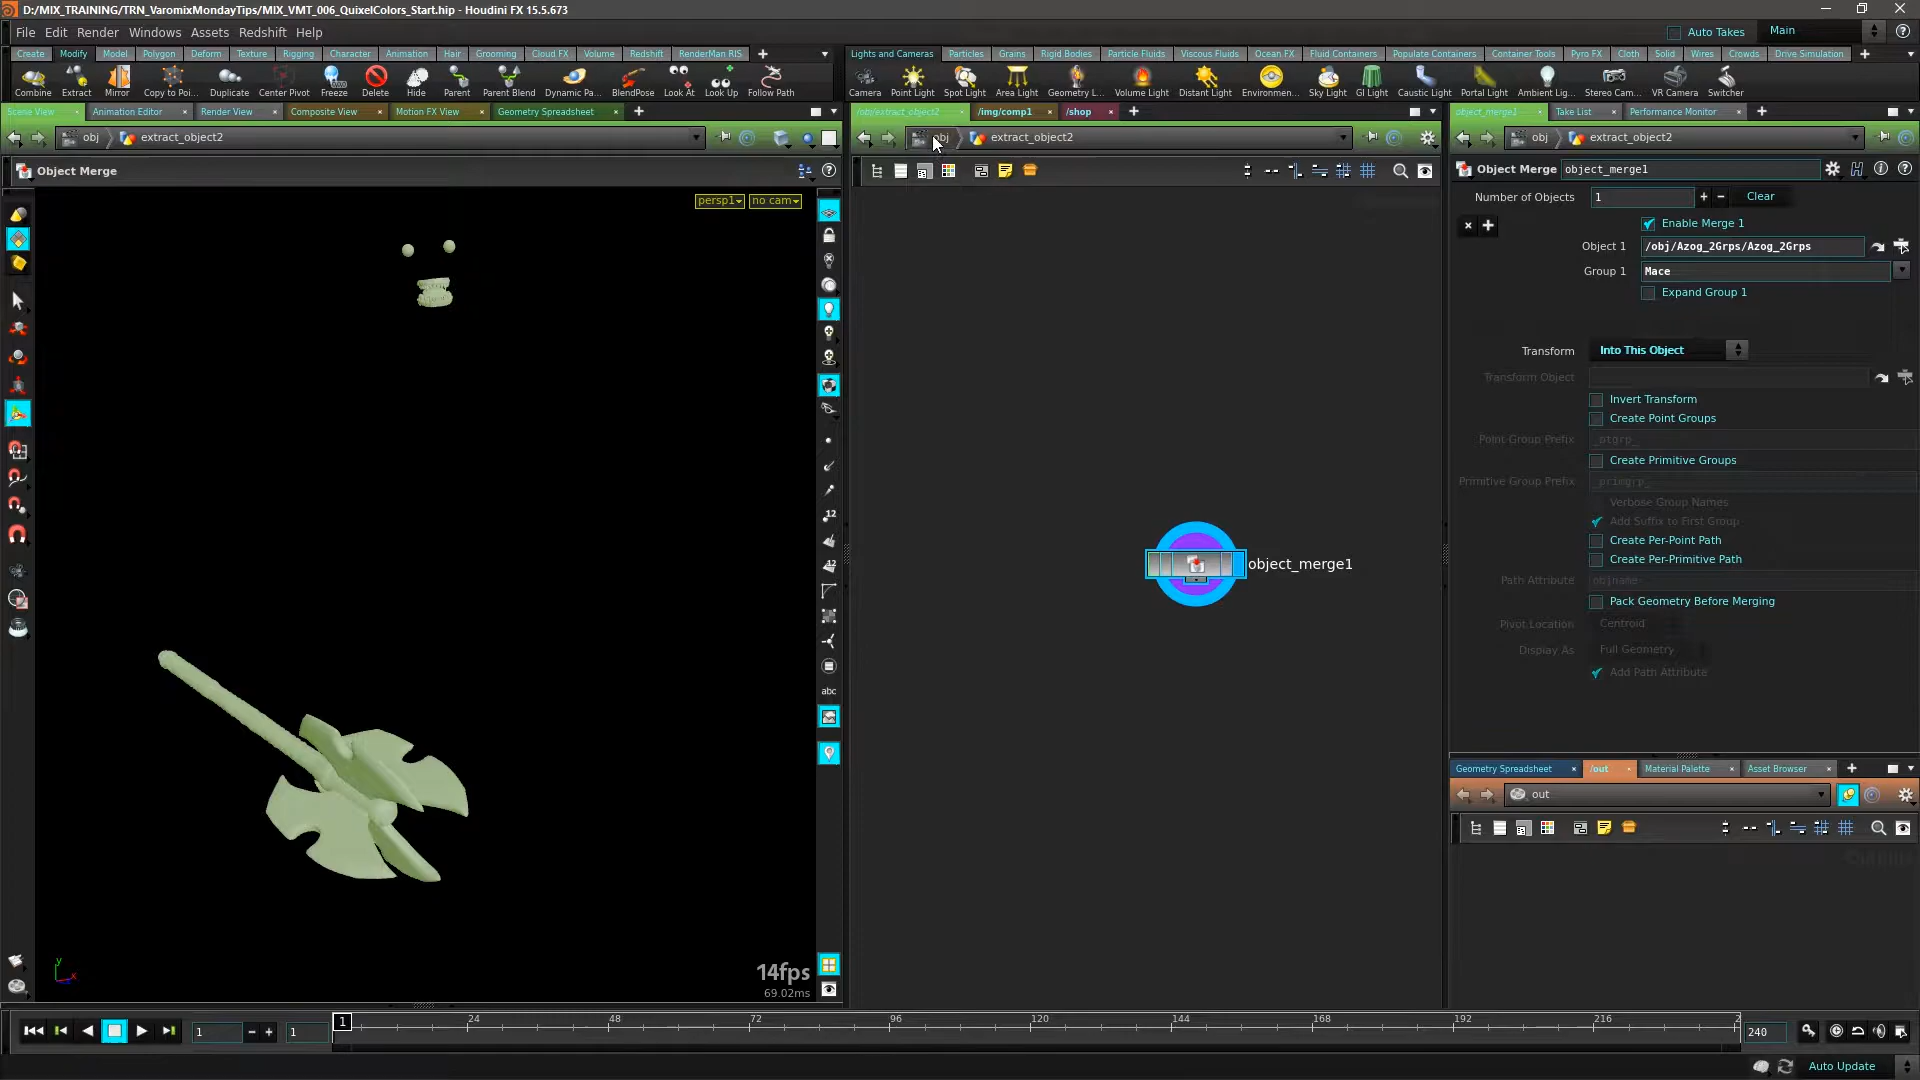 D:/MIX_TRAINING/TRN_VaromixMondayTips/MIX_VMT_006_QuixelColors_Start.hip - Houdini FX 15.5.673
File Edit Render Windows Assets Redshift Help
Auto Takes Main
Create Modify Model Polygon Deform Texture Rigging Character Animation Hair Grooming Cloud FX Volume Redshift RenderMan RIS
Lights and Cameras Particles Grains Rigid Bodies Particle Fluids Viscous Fluids Ocean FX Fluid Containers Populate Containers Container Tools Pyro FX Cloth Solid Wires Crowds Drive Simulation
Combine Extract Mirror Copy to Poi... Duplicate Center Pivot Freeze Delete Hide Parent Parent Blend Dynamic Pa... BlendPose Look At Look Up Follow Path
Camera Point Light Spot Light Area Light Geometry L... Volume Light Distant Light Environmen... Sky Light GI Light Caustic Light Portal Light Ambient Lig... Stereo Cam... VR Camera Switcher
Scene View Animation Editor Render View Composite View Motion FX View Geometry Spreadsheet
/obj/extract_object2 /img/comp1 /shop
object_merge1 Take List Performance Monitor
obj extract_object2
obj extract_object2
obj extract_object2
Object Merge
persp1 no cam
Object Merge object_merge1
Number of Objects 1 Clear
Enable Merge 1
Object 1 /obj/Azog_2Grps/Azog_2Grps
Group 1 Mace
Expand Group 1
Transform Into This Object
Transform Object
Invert Transform
Create Point Groups
Point Group Prefix _ptgrp_
Create Primitive Groups
Primitive Group Prefix _primgrp_
Verbose Group Names
Add Suffix to First Group
Create Per-Point Path
Create Per-Primitive Path
Path Attribute objname
Pack Geometry Before Merging
Pivot Location Centroid
Display As Full Geometry
Add Path Attribute
object_merge1
12
12
abc
Geometry Spreadsheet /out Material Palette Asset Browser
out
y
x
14fps
69.02ms
1 1 1 24 48 72 96 120 144 168 192 216 2 240
Auto Update